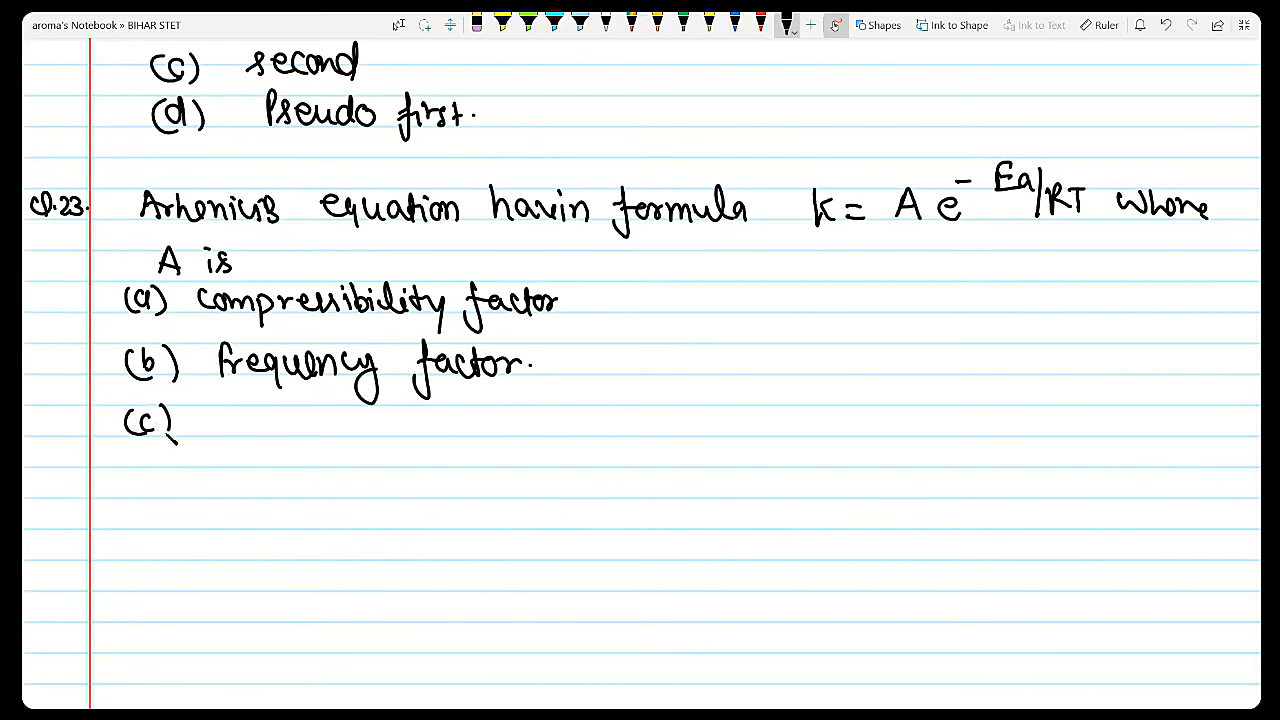 aroma's Notebook » BIHAR STET
Shapes Ink to Shape Ink to Text Ruler
(c) second
(d) Pseudo first.
Q.23. Arhenius equation havin formula k = A e^-Ea/RT where
A is
(a) compressibility factor
(b) frequency factor.
(c)